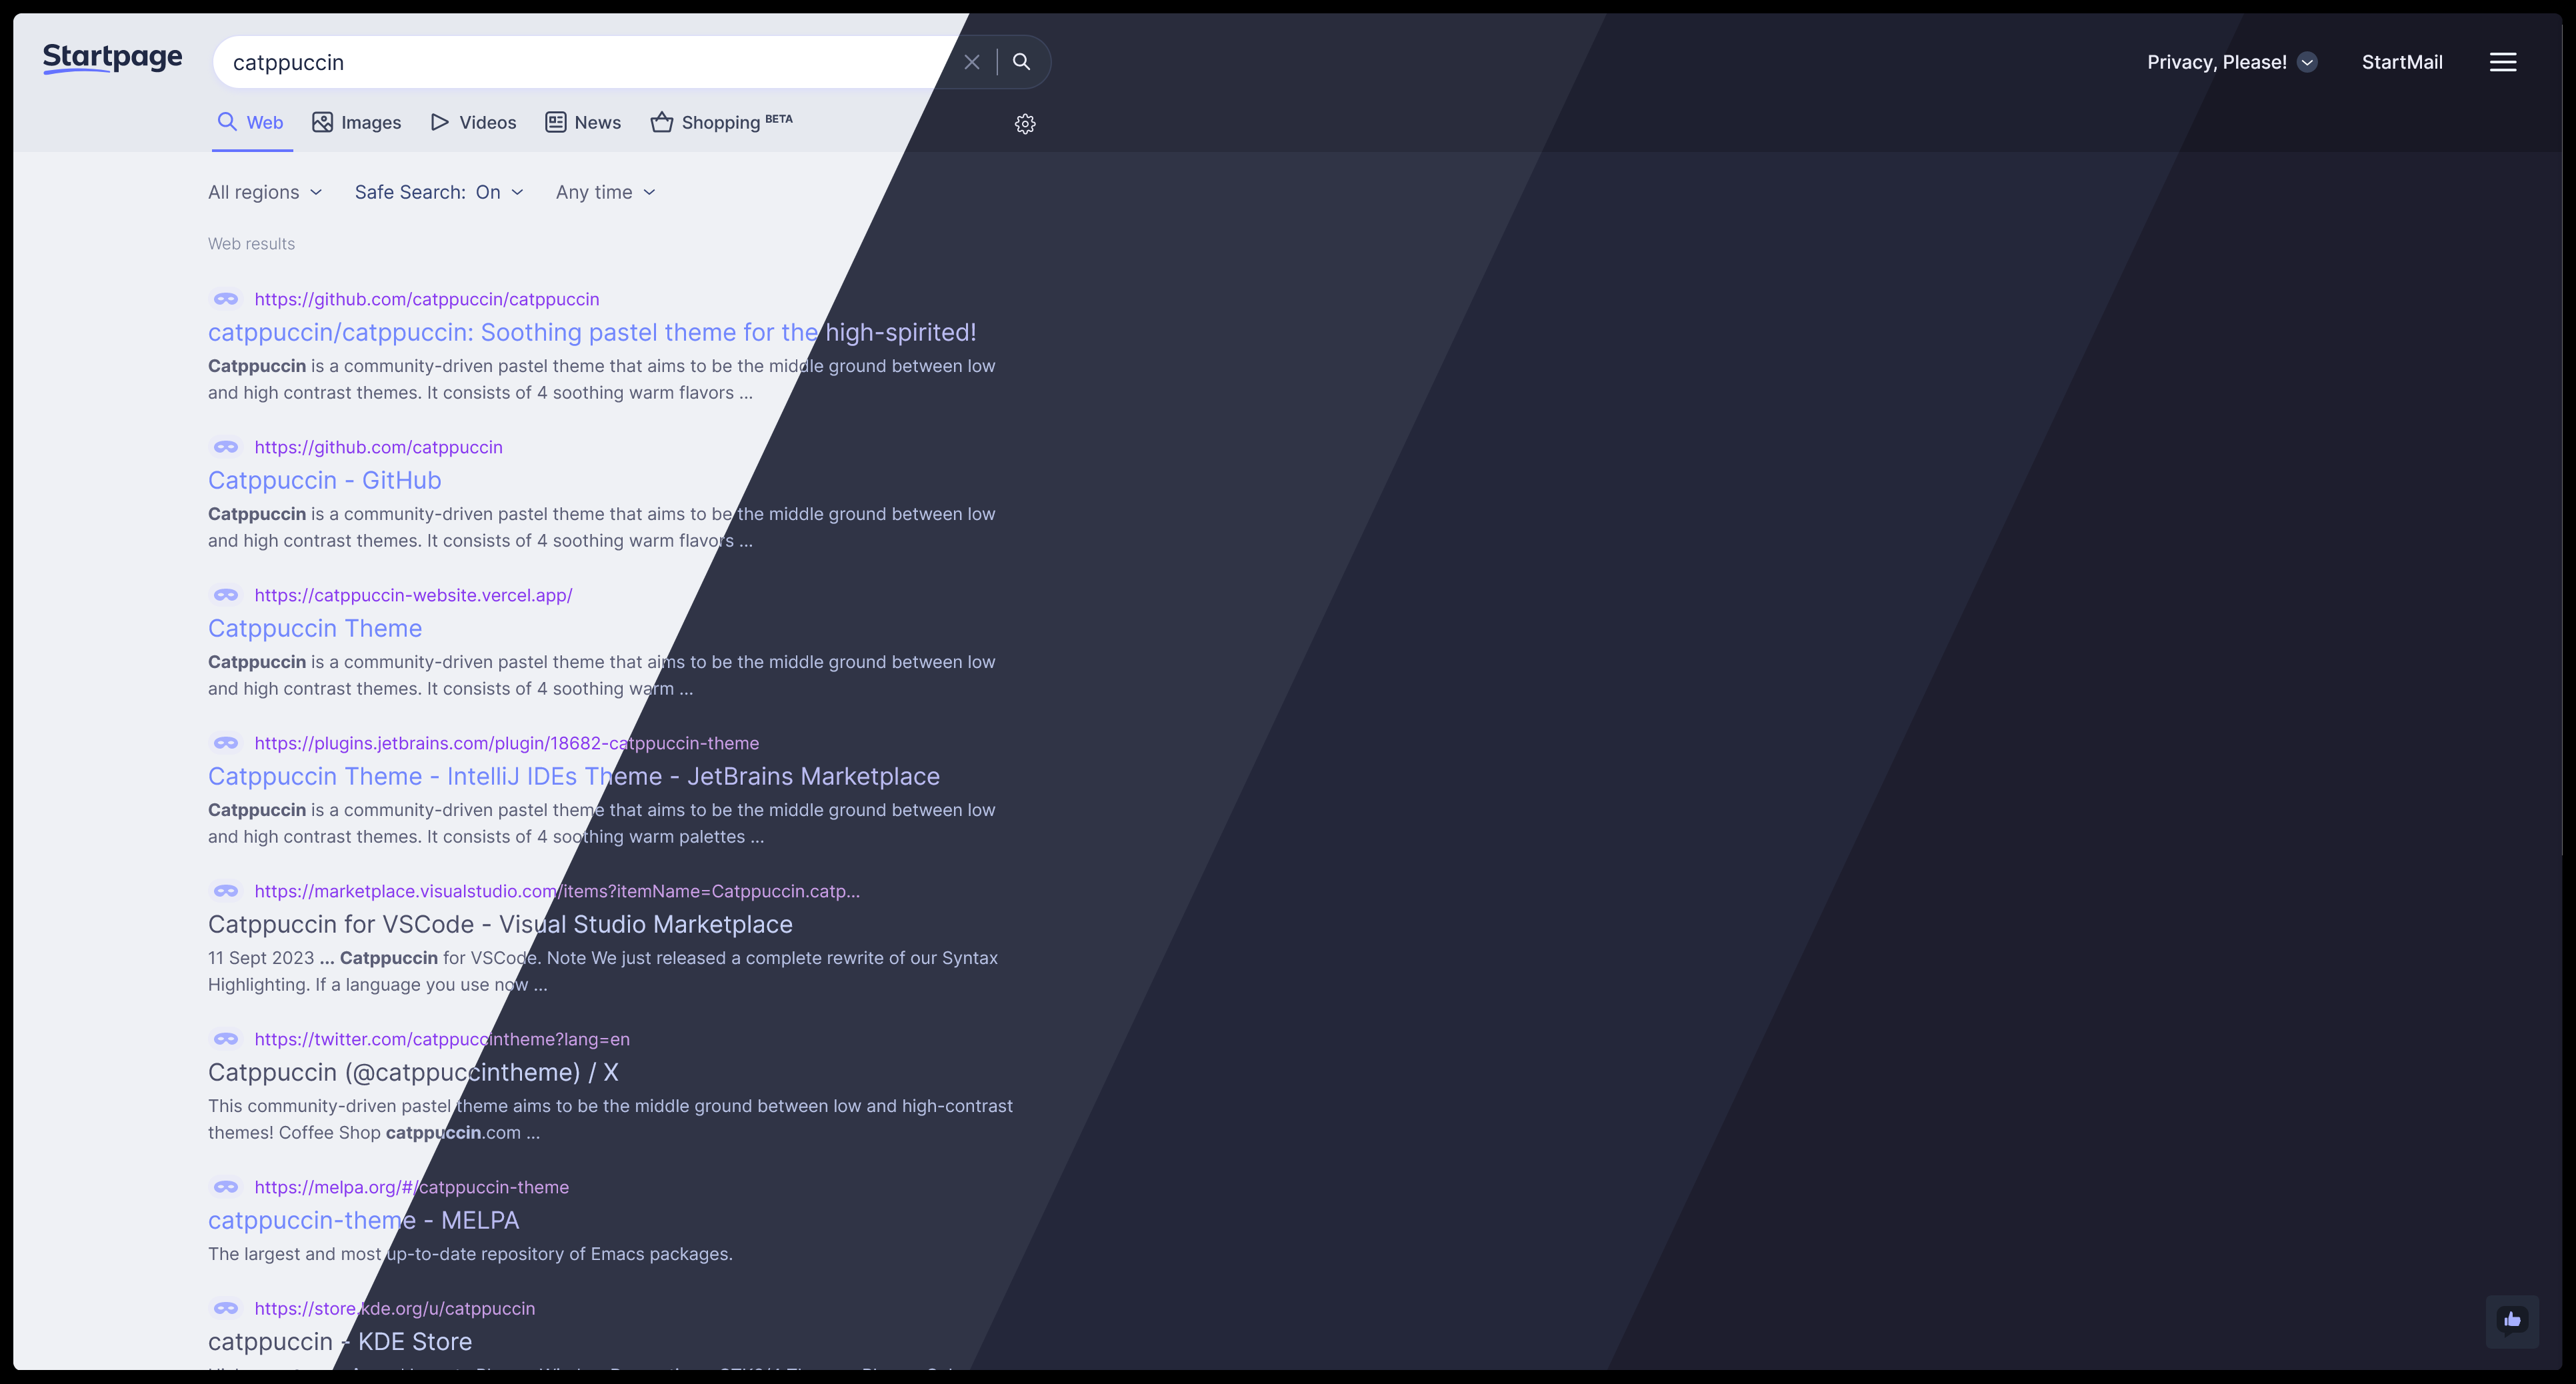 Startpage
catppuccin
Privacy, Please!
StartMail
Web
Images
Videos
News
Shopping BETA
All regions
Safe Search: On
Any time
Web results
https://github.com/catppuccin/catppuccin
catppuccin/catppuccin: Soothing pastel theme for the high-spirited!
Catppuccin is a community-driven pastel theme that aims to be the middle ground between low
and high contrast themes. It consists of 4 soothing warm flavors ...
https://github.com/catppuccin
Catppuccin - GitHub
Catppuccin is a community-driven pastel theme that aims to be the middle ground between low
and high contrast themes. It consists of 4 soothing warm flavors ...
https://catppuccin-website.vercel.app/
Catppuccin Theme
Catppuccin is a community-driven pastel theme that aims to be the middle ground between low
and high contrast themes. It consists of 4 soothing warm ...
https://plugins.jetbrains.com/plugin/18682-catppuccin-theme
Catppuccin Theme - IntelliJ IDEs Theme - JetBrains Marketplace
Catppuccin is a community-driven pastel theme that aims to be the middle ground between low
and high contrast themes. It consists of 4 soothing warm palettes ...
https://marketplace.visualstudio.com/items?itemName=Catppuccin.catp...
Catppuccin for VSCode - Visual Studio Marketplace
11 Sept 2023 ... Catppuccin for VSCode. Note We just released a complete rewrite of our Syntax
Highlighting. If a language you use now ...
https://twitter.com/catppuccintheme?lang=en
Catppuccin (@catppuccintheme) / X
This community-driven pastel theme aims to be the middle ground between low and high-contrast
themes! Coffee Shop catppuccin.com ...
https://melpa.org/#/catppuccin-theme
catppuccin-theme - MELPA
The largest and most up-to-date repository of Emacs packages.
https://store.kde.org/u/catppuccin
catppuccin - KDE Store